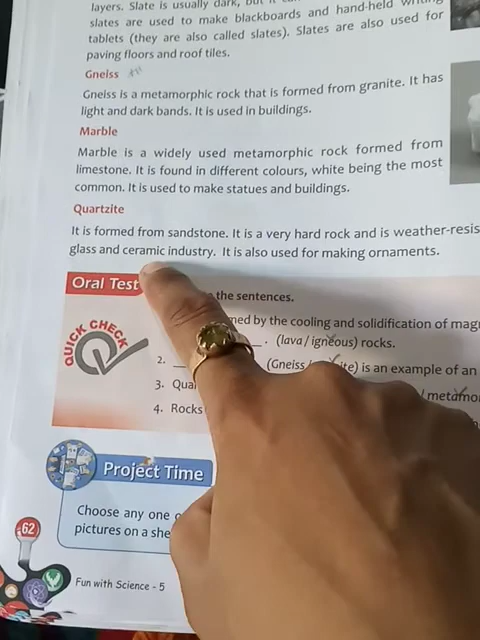 layers. Slate is usually dark, but it
slates are used to make blackboards and hand-held writing
tablets (they are also called slates). Slates are also used for
paving floors and roof tiles.
Gneiss
Gneiss is a metamorphic rock that is formed from granite. It has
light and dark bands. It is used in buildings.
Marble
Marble is a widely used metamorphic rock formed from
limestone. It is found in different colours, white being the most
common. It is used to make statues and buildings.
Quartzite
It is formed from sandstone. It is a very hard rock and is weather-resis
glass and ceramic industry. It is also used for making ornaments.
Oral Test
the sentences.
med by the cooling and solidification of mag
QUICK CHECK
(lava / igneous) rocks.
2. (Gneiss / ite) is an example of an
3. Qua / metamo
4. Rocks
Project Time
Choose any one
pictures on a she
62
Fun with Science - 5